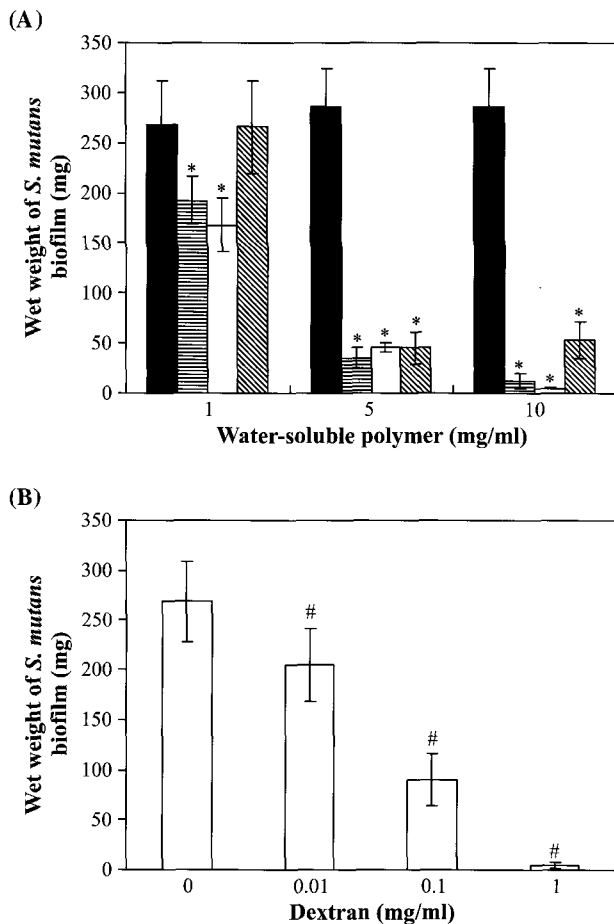 (A)
350
300
250
200
150
100
50
0
Wet weight of S. mutans
biofilm (mg)
* *
* * *
* * *
1 5 10
Water-soluble polymer (mg/ml)
(B)
350
300
250
200
150
100
50
0
Wet weight of S. mutans
biofilm (mg)
#
#
#
0 0.01 0.1 1
Dextran (mg/ml)